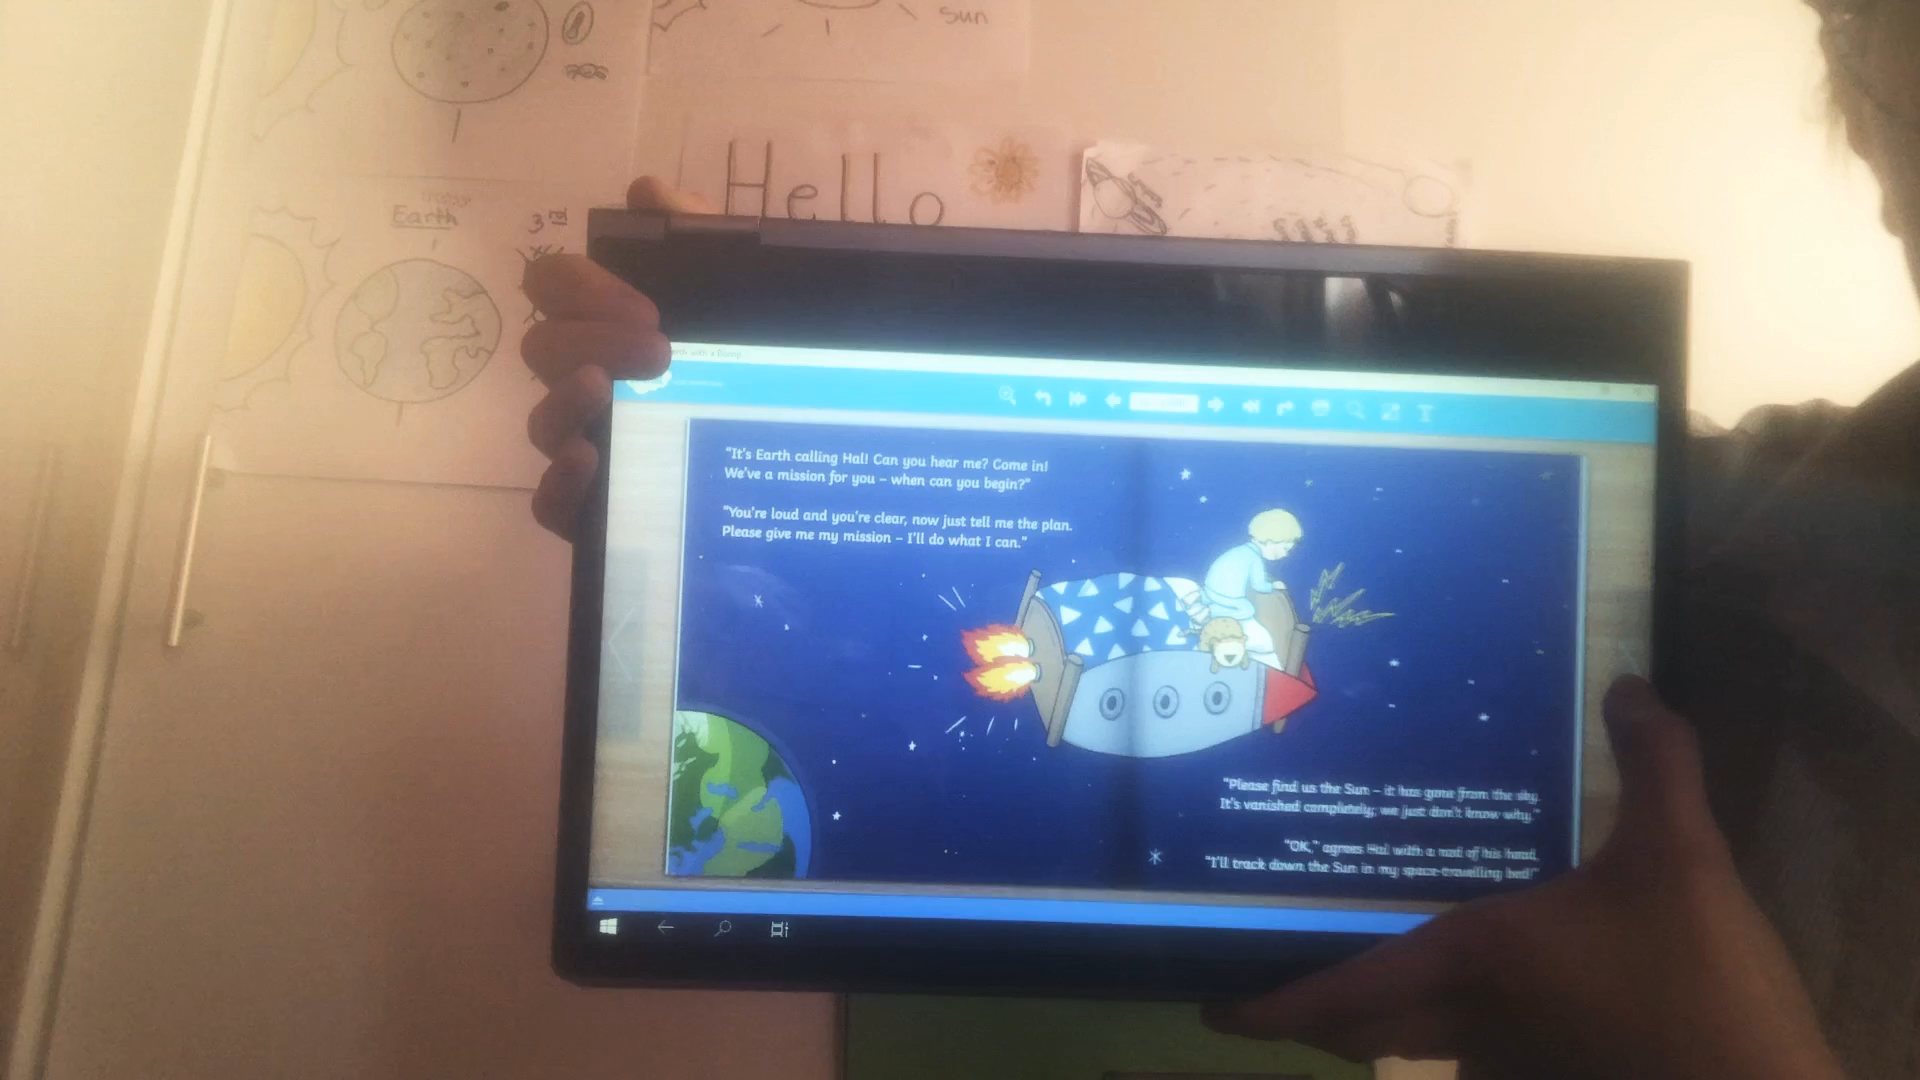 sun
Hello
Earth
3rd
rth with a Bump
"It's Earth calling Hal! Can you hear me? Come in!
We've a mission for you – when can you begin?"
"You're loud and you're clear, now just tell me the plan.
Please give me my mission – I'll do what I can."
"Please find us the Sun – it has gone from the sky.
It's vanished completely; we just don't know why."
"OK," agrees Hal with a nod of his head,
"I'll track down the Sun in my space-travelling bed!"